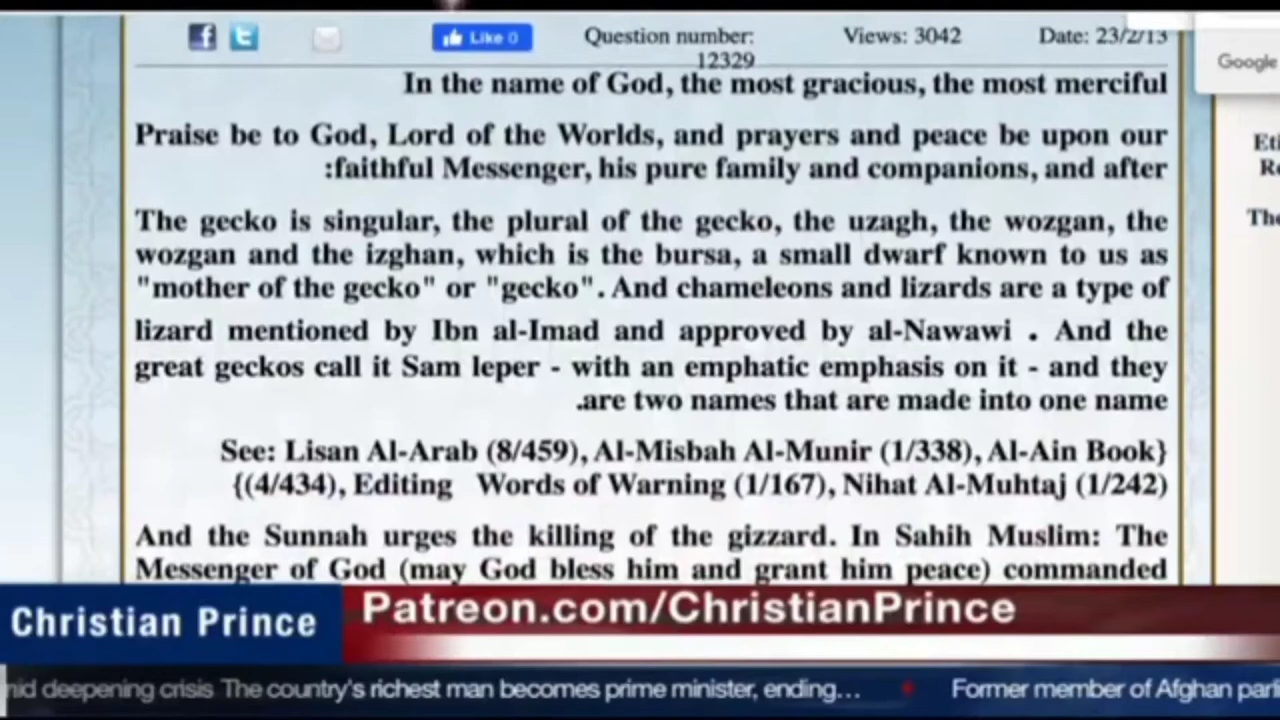 Like 0
Question number: 12329
Views: 3042
Date: 23/2/13
Google
In the name of God, the most gracious, the most merciful
Praise be to God, Lord of the Worlds, and prayers and peace be upon our
:faithful Messenger, his pure family and companions, and after
The gecko is singular, the plural of the gecko, the uzagh, the wozgan, the
wozgan and the izghan, which is the bursa, a small dwarf known to us as
"mother of the gecko" or "gecko". And chameleons and lizards are a type of
lizard mentioned by Ibn al-Imad and approved by al-Nawawi . And the
great geckos call it Sam leper - with an emphatic emphasis on it - and they
.are two names that are made into one name
See: Lisan Al-Arab (8/459), Al-Misbah Al-Munir (1/338), Al-Ain Book}
{(4/434), Editing Words of Warning (1/167), Nihat Al-Muhtaj (1/242)
And the Sunnah urges the killing of the gizzard. In Sahih Muslim: The
Messenger of God (may God bless him and grant him peace) commanded
The
Christian Prince
Patreon.com/ChristianPrince
deepening crisis The country's richest man becomes prime minister, ending...
Former member of Afghan